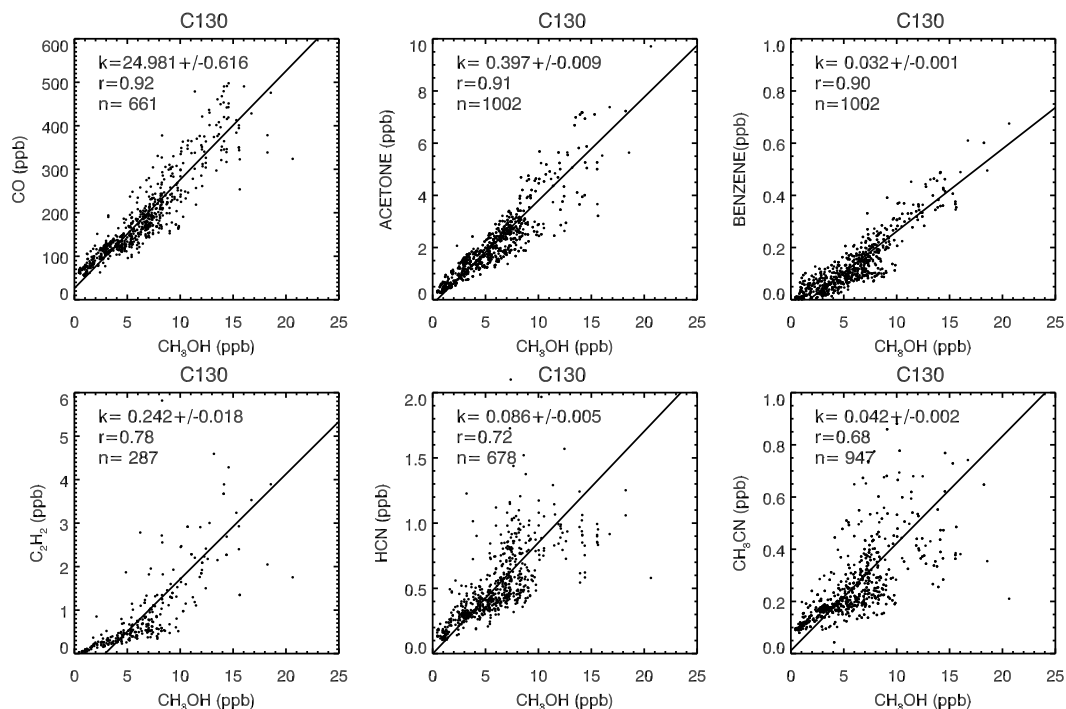 C130
CO (ppb)
600
500
400
300
200
100
0
k=24.981+/-0.616
r=0.92
n= 661
0 5 10 15 20 25
CH₃OH (ppb)
C130
ACETONE (ppb)
10
8
6
4
2
0
k= 0.397+/-0.009
r=0.91
n=1002
0 5 10 15 20 25
CH₃OH (ppb)
C130
BENZENE(ppb)
1.0
0.8
0.6
0.4
0.2
0.0
k= 0.032+/-0.001
r=0.90
n=1002
0 5 10 15 20 25
CH₃OH (ppb)
C130
C₂H₂ (ppb)
6
5
4
3
2
1
0
k= 0.242+/-0.018
r=0.78
n= 287
0 5 10 15 20 25
CH₃OH (ppb)
C130
HCN (ppb)
2.0
1.5
1.0
0.5
0.0
k= 0.086+/-0.005
r=0.72
n= 678
0 5 10 15 20 25
CH₃OH (ppb)
C130
CH₃CN (ppb)
1.0
0.8
0.6
0.4
0.2
0.0
k= 0.042+/-0.002
r=0.68
n= 947
0 5 10 15 20 25
CH₃OH (ppb)